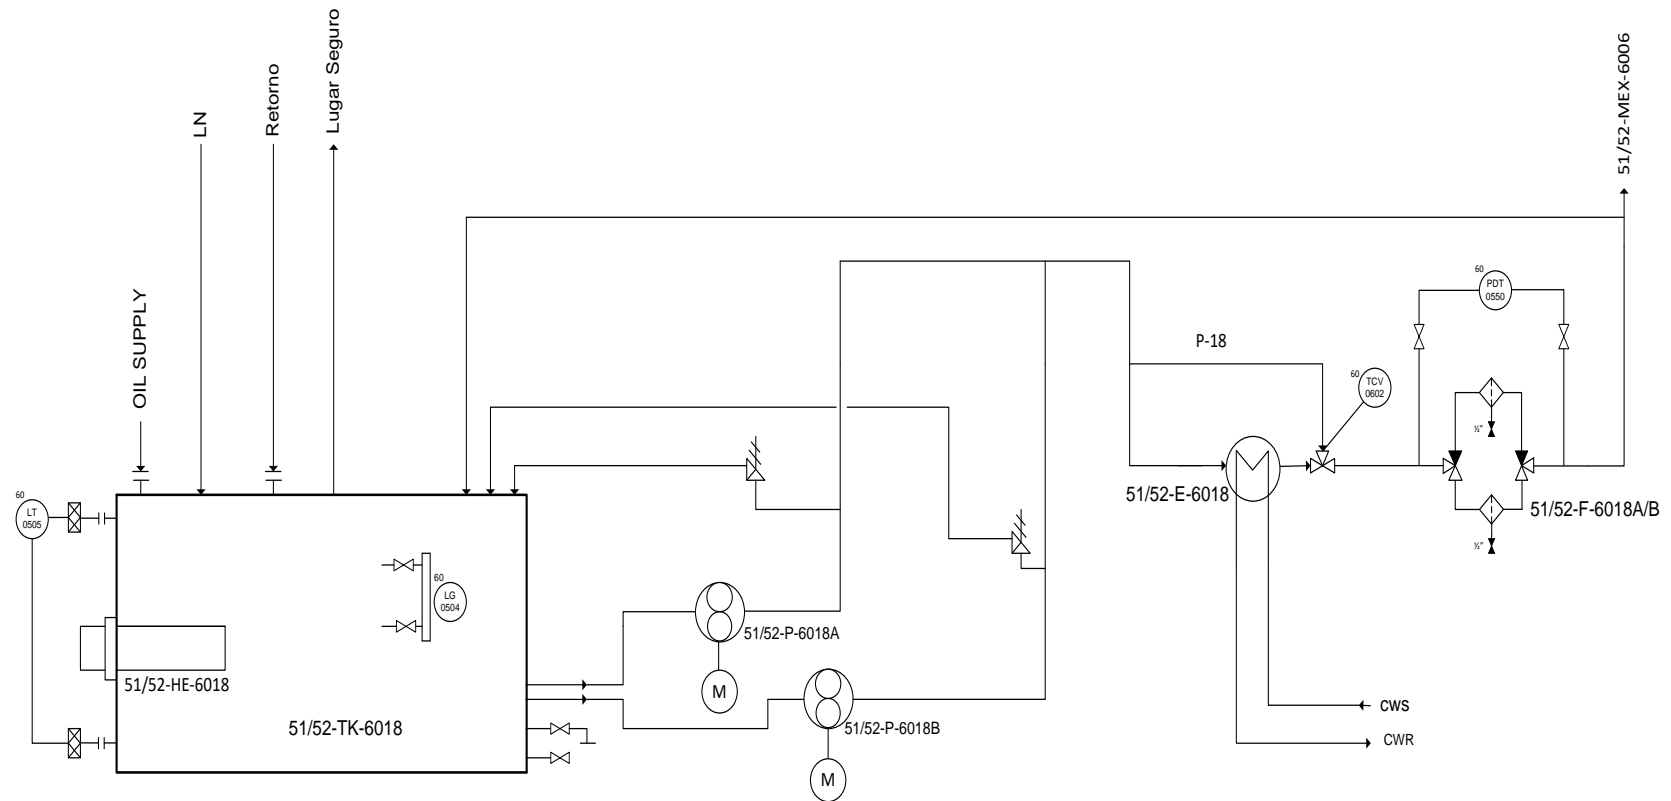 LN
Retorno
Lugar Seguro
51/52-MEX-6006
OIL SUPPLY
60
PDT
0550
P-18
60
TCV
0602
½"
51/52-E-6018
51/52-F-6018A/B
½"
60
LT
0505
60
LG
0504
51/52-P-6018A
51/52-HE-6018
M
51/52-TK-6018
51/52-P-6018B
M
CWS
CWR